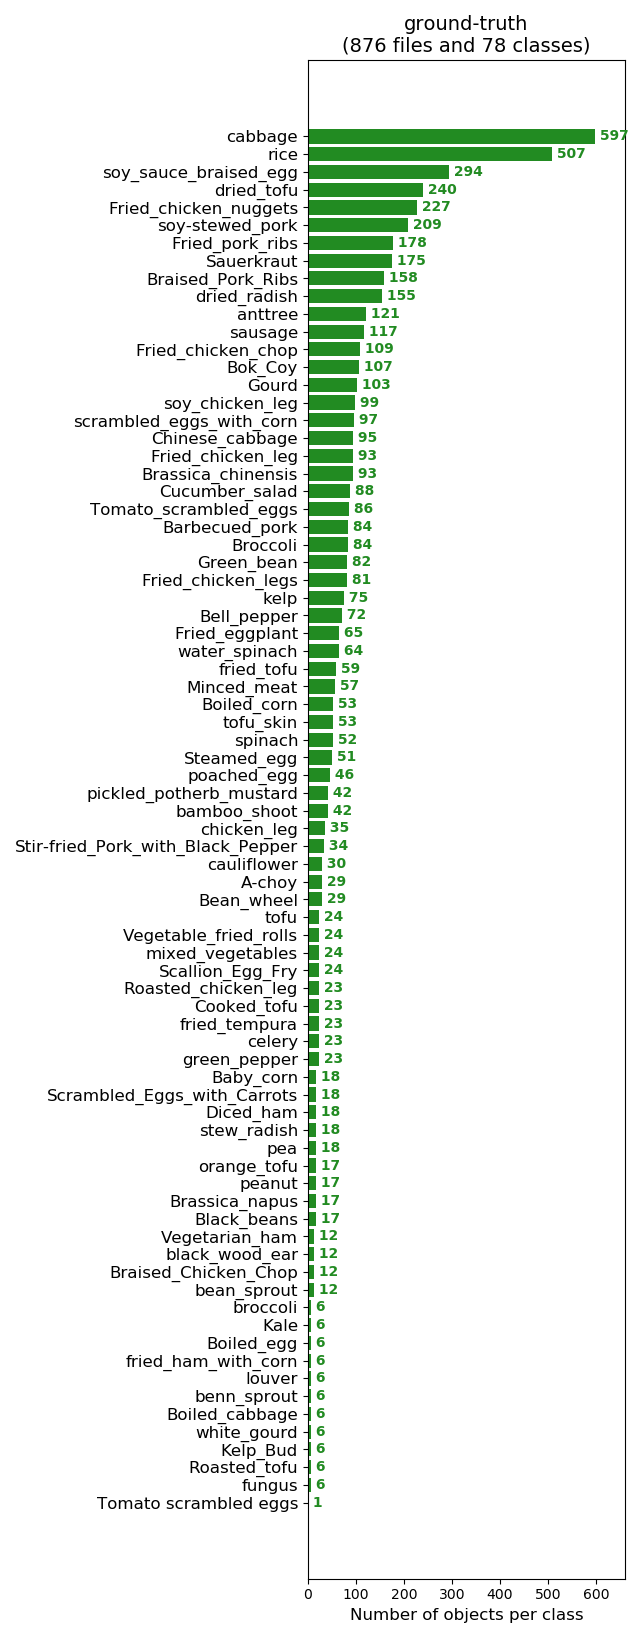 ground-truth
(876 files and 78 classes)
cabbage 597
rice 507
soy_sauce_braised_egg 294
dried_tofu 240
Fried_chicken_nuggets 227
soy-stewed_pork 209
Fried_pork_ribs 178
Sauerkraut 175
Braised_Pork_Ribs 158
dried_radish 155
anttree 121
sausage 117
Fried_chicken_chop 109
Bok_Coy 107
Gourd 103
soy_chicken_leg 99
scrambled_eggs_with_corn 97
Chinese_cabbage 95
Fried_chicken_leg 93
Brassica_chinensis 93
Cucumber_salad 88
Tomato_scrambled_eggs 86
Barbecued_pork 84
Broccoli 84
Green_bean 82
Fried_chicken_legs 81
kelp 75
Bell_pepper 72
Fried_eggplant 65
water_spinach 64
fried_tofu 59
Minced_meat 57
Boiled_corn 53
tofu_skin 53
spinach 52
Steamed_egg 51
poached_egg 46
pickled_potherb_mustard 42
bamboo_shoot 42
chicken_leg 35
Stir-fried_Pork_with_Black_Pepper 34
cauliflower 30
A-choy 29
Bean_wheel 29
tofu 24
Vegetable_fried_rolls 24
mixed_vegetables 24
Scallion_Egg_Fry 24
Roasted_chicken_leg 23
Cooked_tofu 23
fried_tempura 23
celery 23
green_pepper 23
Baby_corn 18
Scrambled_Eggs_with_Carrots 18
Diced_ham 18
stew_radish 18
pea 18
orange_tofu 17
peanut 17
Brassica_napus 17
Black_beans 17
Vegetarian_ham 12
black_wood_ear 12
Braised_Chicken_Chop 12
bean_sprout 12
broccoli 6
Kale 6
Boiled_egg 6
fried_ham_with_corn 6
louver 6
benn_sprout 6
Boiled_cabbage 6
white_gourd 6
Kelp_Bud 6
Roasted_tofu 6
fungus 6
Tomato scrambled eggs 1
0 100 200 300 400 500 600
Number of objects per class